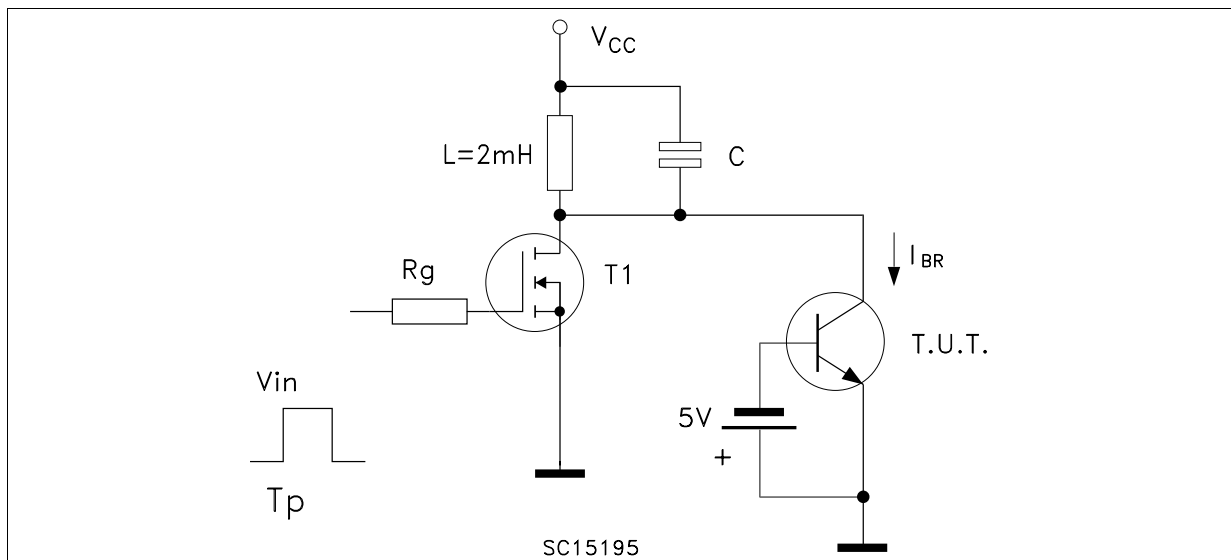 VCC
L=2mH
C
Rg
T1
IBR
T.U.T.
Vin
5V
+
Tp
SC15195